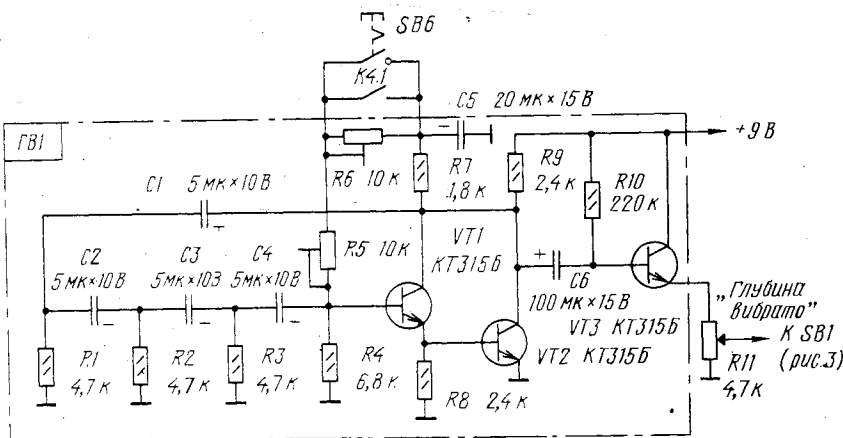 SB6
K4.1
C5 20 мк × 15 В
ГВ1
+9 В
R6 10 к
R7
1,8 к
R9
2,4 к
R10
220 к
C1 5 мк × 10 В
R5 10 к
VT1
КТ315Б
C2
5 мк × 10 В
C3
5 мк × 10 В
C4
5 мк × 10 В
C6
100 мк × 15 В
VT3 КТ315Б
VT2 КТ315Б
„Глубина
вибрато”
К SB1
(рис.3)
R11
4,7 к
R1
4,7 к
R2
4,7 к
R3
4,7 к
R4
6,8 к
R8 2,4 к